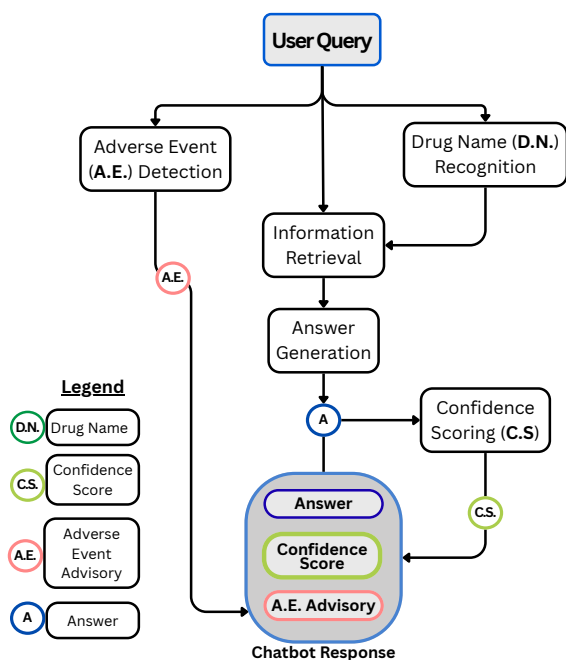 User Query
Adverse Event
(A.E.) Detection
Drug Name (D.N.)
Recognition
Information
Retrieval
A.E.
Answer
Generation
Legend
D.N.
Drug Name
A
Confidence
Scoring (C.S)
C.S.
Confidence
Score
Answer
C.S.
Confidence
Score
A.E.
Adverse
Event
Advisory
A.E. Advisory
A
Answer
Chatbot Response